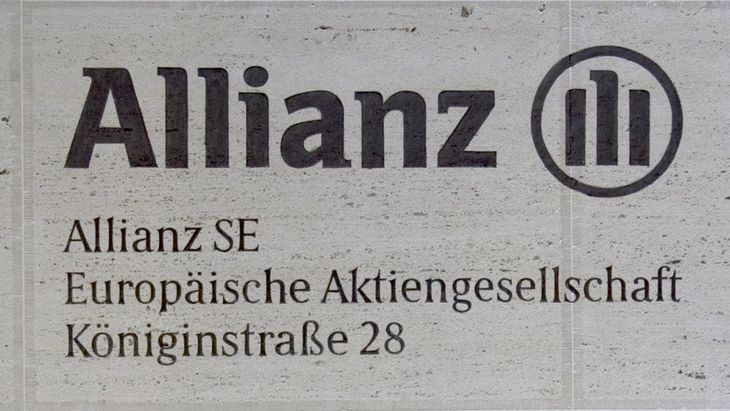 Allianz
Allianz SE
Europäische Aktiengesellschaft
Königinstraße 28